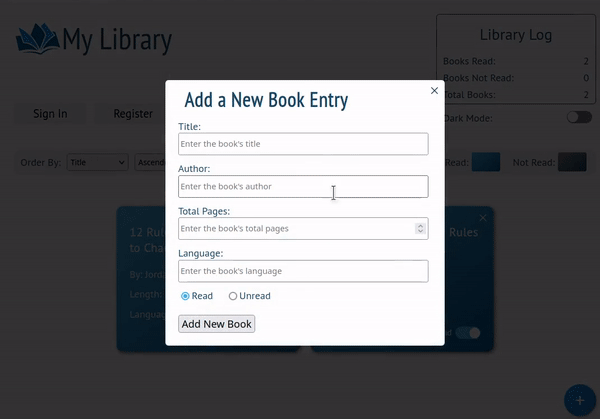 My Library
Library Log
Books Read: 2
Books Not Read: 0
Total Books: 2
Sign In
Register
Dark Mode:
Order By:
Title
Ascend
Read:
Not Read:
Add a New Book Entry
Title:
Enter the book's title
Author:
Enter the book's author
Total Pages:
Enter the book's total pages
Language:
Enter the book's language
Read
Unread
Add New Book
12 Rul
to Cha
By: Jorda
Length:
Langua
Rules